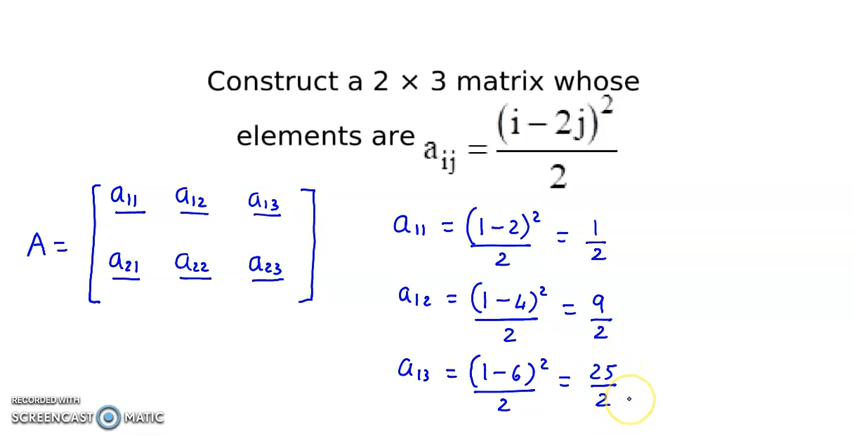 Construct a 2 × 3 matrix whose
elements are a_ij = (i – 2j)² / 2
A = [ a11 a12 a13
a21 a22 a23 ]
a11 = (1-2)² / 2 = 1/2
a12 = (1-4)² / 2 = 9/2
a13 = (1-6)² / 2 = 25/2
RECORDED WITH
SCREENCAST MATIC